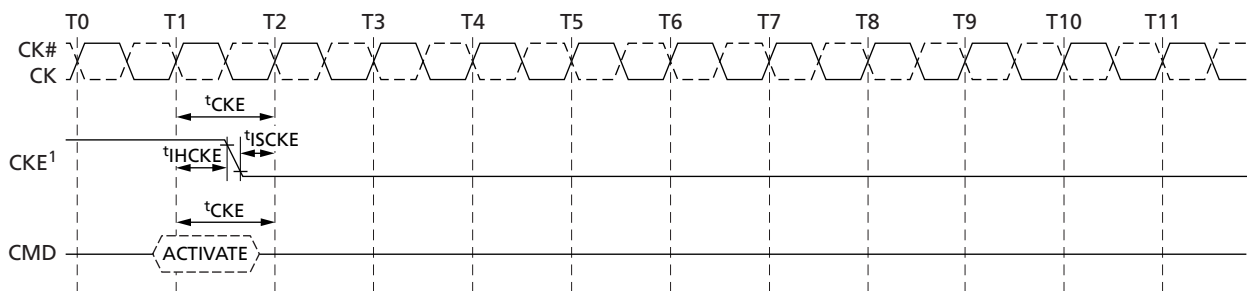 T0 T1 T2 T3 T4 T5 T6 T7 T8 T9 T10 T11
CK#
CK
tCKE
tISCKE
CKE1
tIHCKE
tCKE
CMD
ACTIVATE